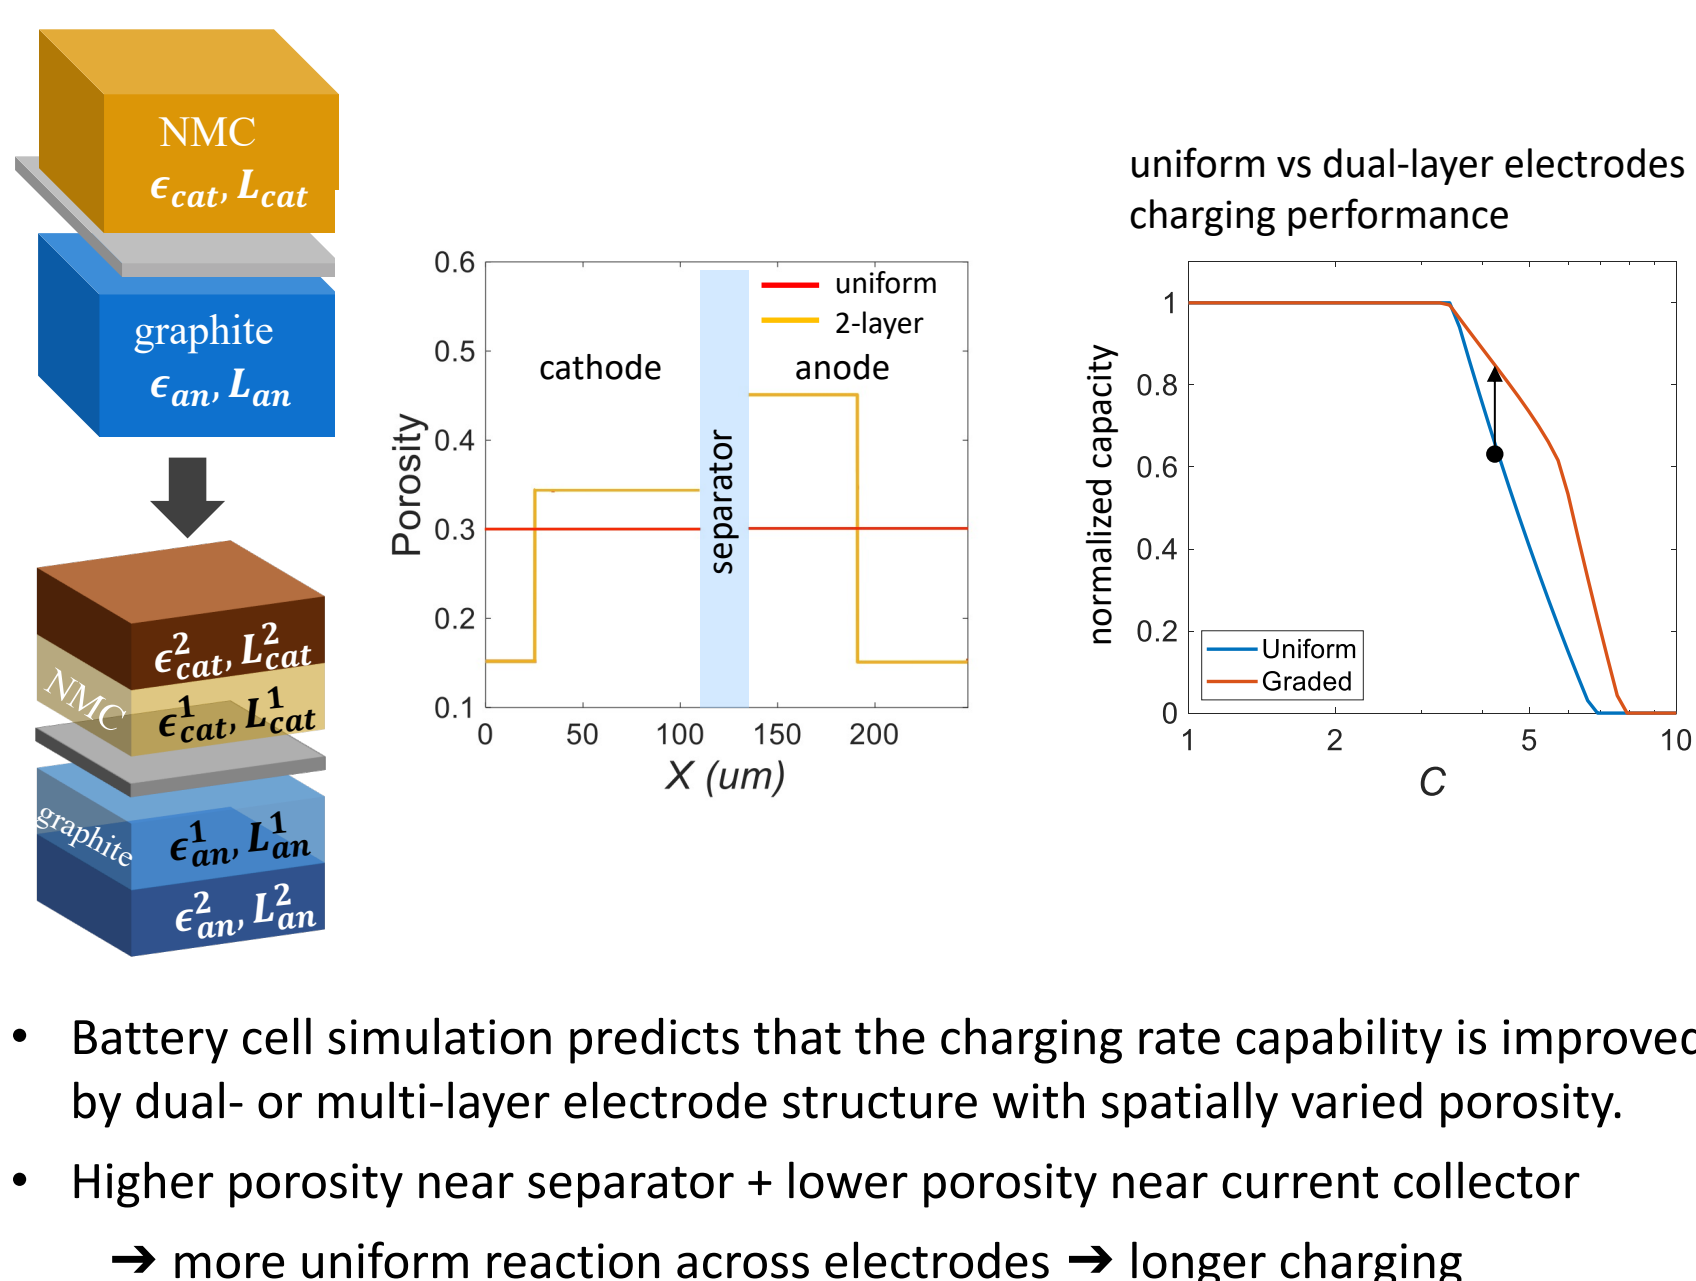 NMC
ϵcat, Lcat
graphite
ϵan, Lan
NMC
ϵ²cat, L²cat
ϵ¹cat, L¹cat
graphite
ϵ¹an, L¹an
ϵ²an, L²an
0.6
0.5
0.4
0.3
0.2
0.1
Porosity
0 50 100 150 200
X (um)
uniform
2-layer
cathode
separator
anode
uniform vs dual-layer electrodes
charging performance
1
0.8
0.6
0.4
0.2
0
normalized capacity
Uniform
Graded
1 2 5 10
C
• Battery cell simulation predicts that the charging rate capability is improved
by dual- or multi-layer electrode structure with spatially varied porosity.
• Higher porosity near separator + lower porosity near current collector
➔ more uniform reaction across electrodes ➔ longer charging